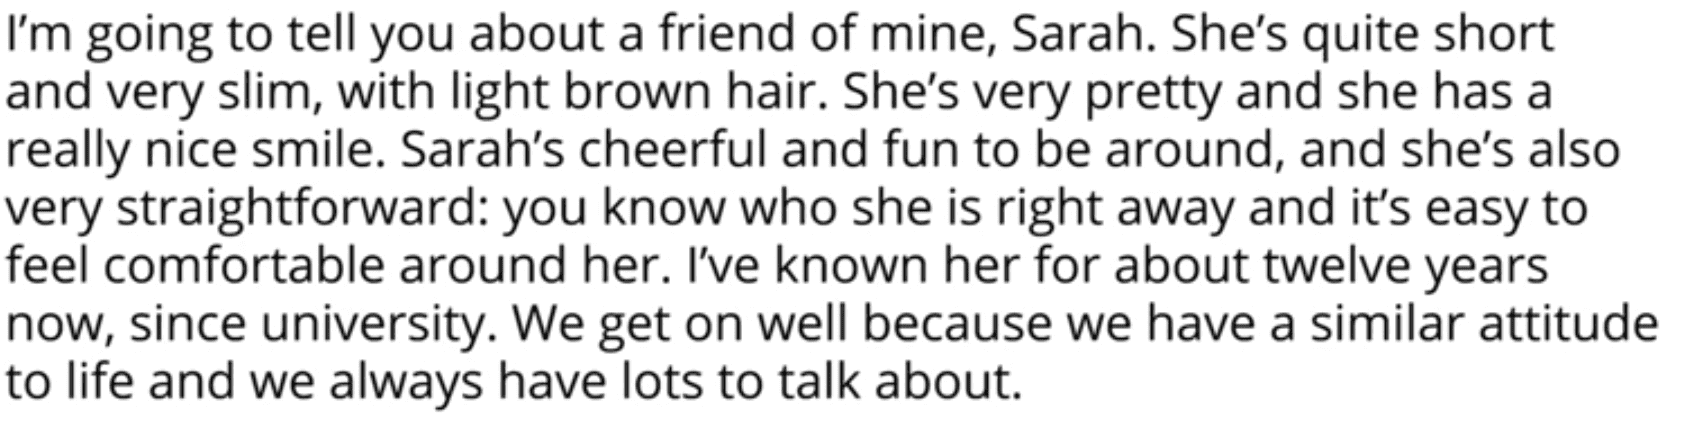 I’m going to tell you about a friend of mine, Sarah. She’s quite short
and very slim, with light brown hair. She’s very pretty and she has a
really nice smile. Sarah’s cheerful and fun to be around, and she’s also
very straightforward: you know who she is right away and it’s easy to
feel comfortable around her. I’ve known her for about twelve years
now, since university. We get on well because we have a similar attitude
to life and we always have lots to talk about.